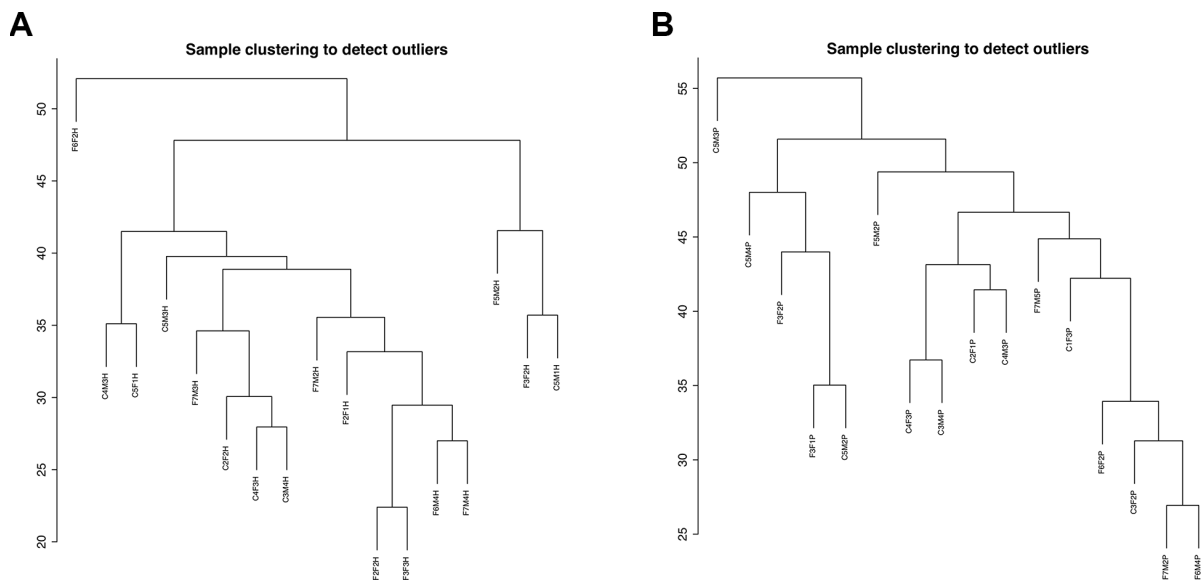 A
Sample clustering to detect outliers
50
45
40
35
30
25
20
F6F2H
C4M3H
C5F1H
C5M3H
F7M3H
C2F2H
C4F3H
C3M4H
F7M2H
F2F1H
F2F2H
F3F3H
F6M4H
F7M4H
F5M2H
F3F2H
C5M1H
B
Sample clustering to detect outliers
55
50
45
40
35
30
25
C5M3P
C5M4P
F3F2P
F3F1P
C5M2P
F5M2P
C4F3P
C3M4P
C2F1P
C4M3P
F7M5P
C1F3P
F6F2P
C3F2P
F7M2P
F6M4P